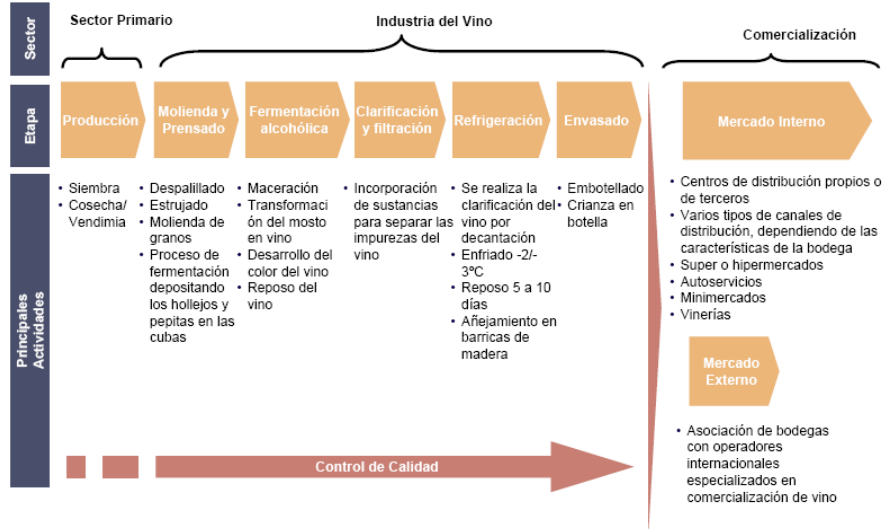 Sector
Sector Primario
Industria del Vino
Comercialización
Etapa
Producción
Molienda y
Prensado
Fermentación
alcohólica
Clarificación
y filtración
Refrigeración
Envasado
Mercado Interno
Principales
Actividades
• Siembra
• Cosecha/
Vendimia
• Despalillado
• Estrujado
• Molienda de
granos
• Proceso de
fermentación
depositando
los hollejos y
pepitas en las
cubas
• Maceración
• Transformaci
ón del mosto
en vino
• Desarrollo del
color del vino
• Reposo del
vino
• Incorporación
de sustancias
para separar las
impurezas del
vino
• Se realiza la
clarificación del
vino por
decantación
• Enfriado -2/-
3ºC
• Reposo 5 a 10
días
• Añejamiento en
barricas de
madera
• Embotellado
• Crianza en
botella
• Centros de distribución propios o
de terceros
• Varios tipos de canales de
distribución, dependiendo de las
características de la bodega
• Super o hipermercados
• Autoservicios
• Minimercados
• Vinerías
Mercado
Externo
• Asociación de bodegas
con operadores
internacionales
especializados en
comercialización de vino
Control de Calidad